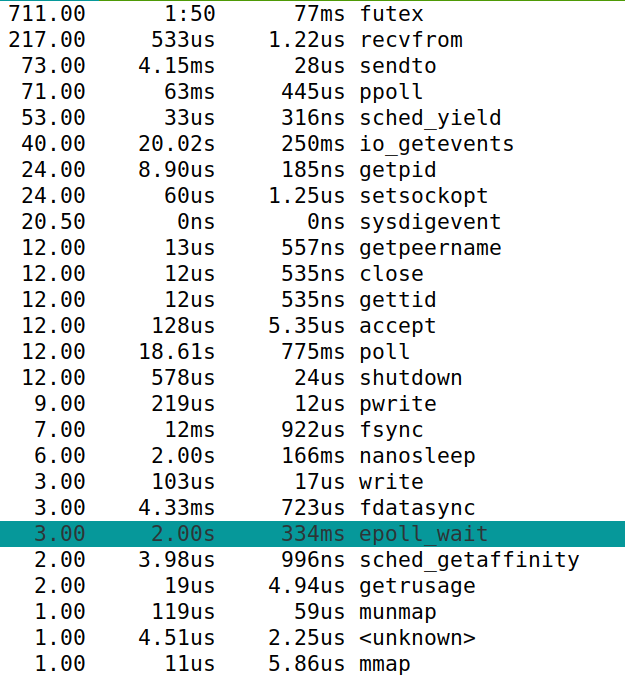 711.00 1:50 77ms futex
217.00 533us 1.22us recvfrom
73.00 4.15ms 28us sendto
71.00 63ms 445us ppoll
53.00 33us 316ns sched_yield
40.00 20.02s 250ms io_getevents
24.00 8.90us 185ns getpid
24.00 60us 1.25us setsockopt
20.50 0ns 0ns sysdigevent
12.00 13us 557ns getpeername
12.00 12us 535ns close
12.00 12us 535ns gettid
12.00 128us 5.35us accept
12.00 18.61s 775ms poll
12.00 578us 24us shutdown
9.00 219us 12us pwrite
7.00 12ms 922us fsync
6.00 2.00s 166ms nanosleep
3.00 103us 17us write
3.00 4.33ms 723us fdatasync
3.00 2.00s 334ms epoll_wait
2.00 3.98us 996ns sched_getaffinity
2.00 19us 4.94us getrusage
1.00 119us 59us munmap
1.00 4.51us 2.25us <unknown>
1.00 11us 5.86us mmap